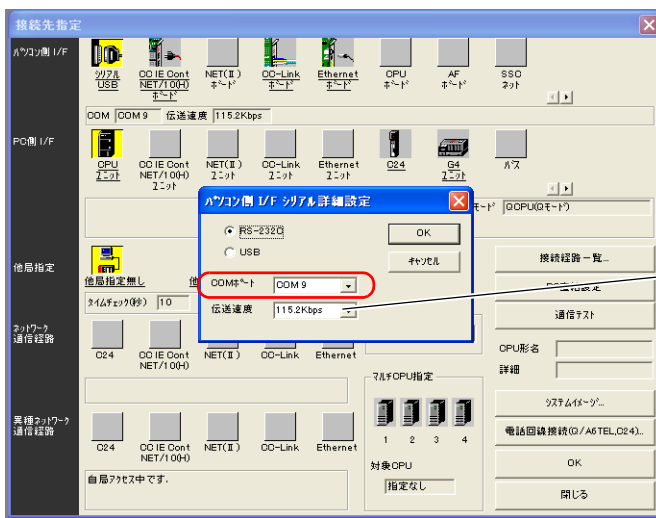 接続先指定
パソコン側 I/F
シリアル
USB
CC IE Cont
NET/10(H)
ボード
NET(Ⅱ)
ボード
CC-Link
ボード
Ethernet
ボード
CPU
ボード
AF
ボード
SSC
ネット
COM COM 9 伝送速度 115.2Kbps
PC側 I/F
CPU
ユニット
CC IE Cont
NET/10(H)
ユニット
NET(Ⅱ)
ユニット
CC-Link
ユニット
Ethernet
ユニット
C24
G4
ユニット
バス
モード QCPU(Qモード)
パソコン側 I/F シリアル詳細設定
RS-232C
USB
COMポート COM 9
伝送速度 115.2Kbps
OK
キャンセル
他局指定
他局指定無し
タイムチェック(秒) 10
接続経路一覧...
通信テスト
CPU形名
詳細
システムイメージ...
電話回線接続(Q/A6TEL,C24)...
OK
閉じる
ネットワーク
通信経路
C24
CC IE Cont
NET/10(H)
NET(Ⅱ)
CC-Link
Ethernet
マルチCPU指定
1 2 3 4
対象CPU
指定なし
異種ネットワーク
通信経路
C24
CC IE Cont
NET/10(H)
NET(Ⅱ)
CC-Link
Ethernet
自局アクセス中です.